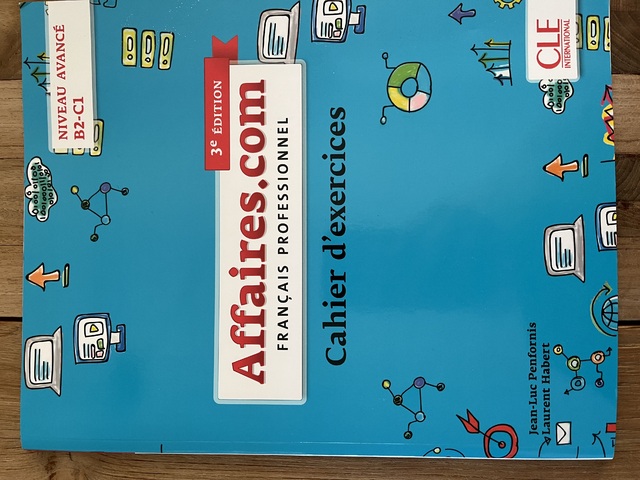 NIVEAU AVANCÉ
B2-C1
3e ÉDITION
Affaires.com
FRANÇAIS PROFESSIONNEL
Cahier d'exercices
Jean-Luc Penfornis
Laurent Habert
CLE
INTERNATIONAL